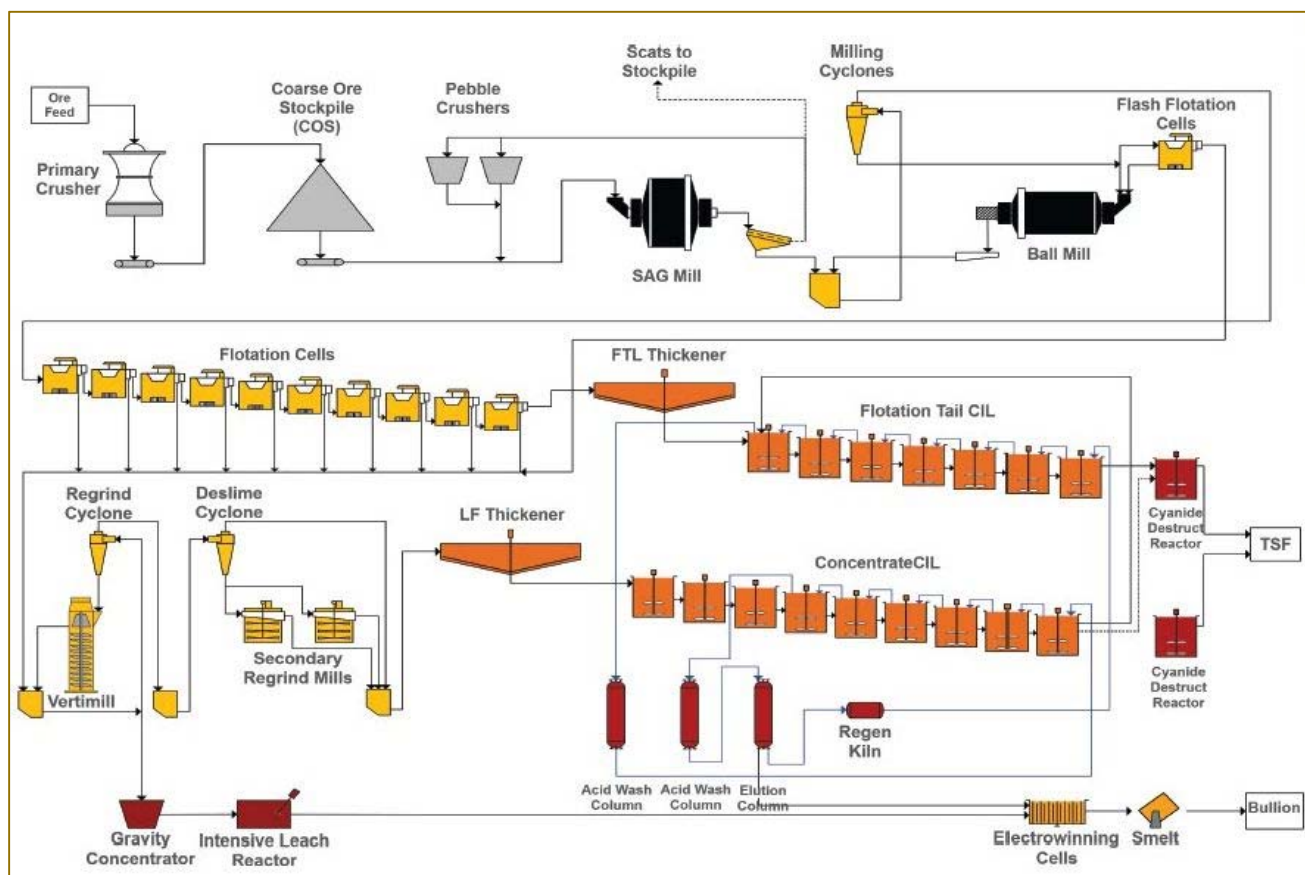 Ore
Feed
Primary
Crusher
Coarse Ore
Stockpile
(COS)
Pebble
Crushers
Scats to
Stockpile
SAG Mill
Milling
Cyclones
Flash Flotation
Cells
Ball Mill
Flotation Cells
FTL Thickener
Flotation Tail CIL
Cyanide
Destruct
Reactor
TSF
Regrind
Cyclone
Deslime
Cyclone
LF Thickener
ConcentrateCIL
Cyanide
Destruct
Reactor
Vertimill
Secondary
Regrind Mills
Regen
Kiln
Acid Wash
Column
Acid Wash
Column
Elution
Column
Gravity
Concentrator
Intensive Leach
Reactor
Electrowinning
Cells
Smelt
Bullion